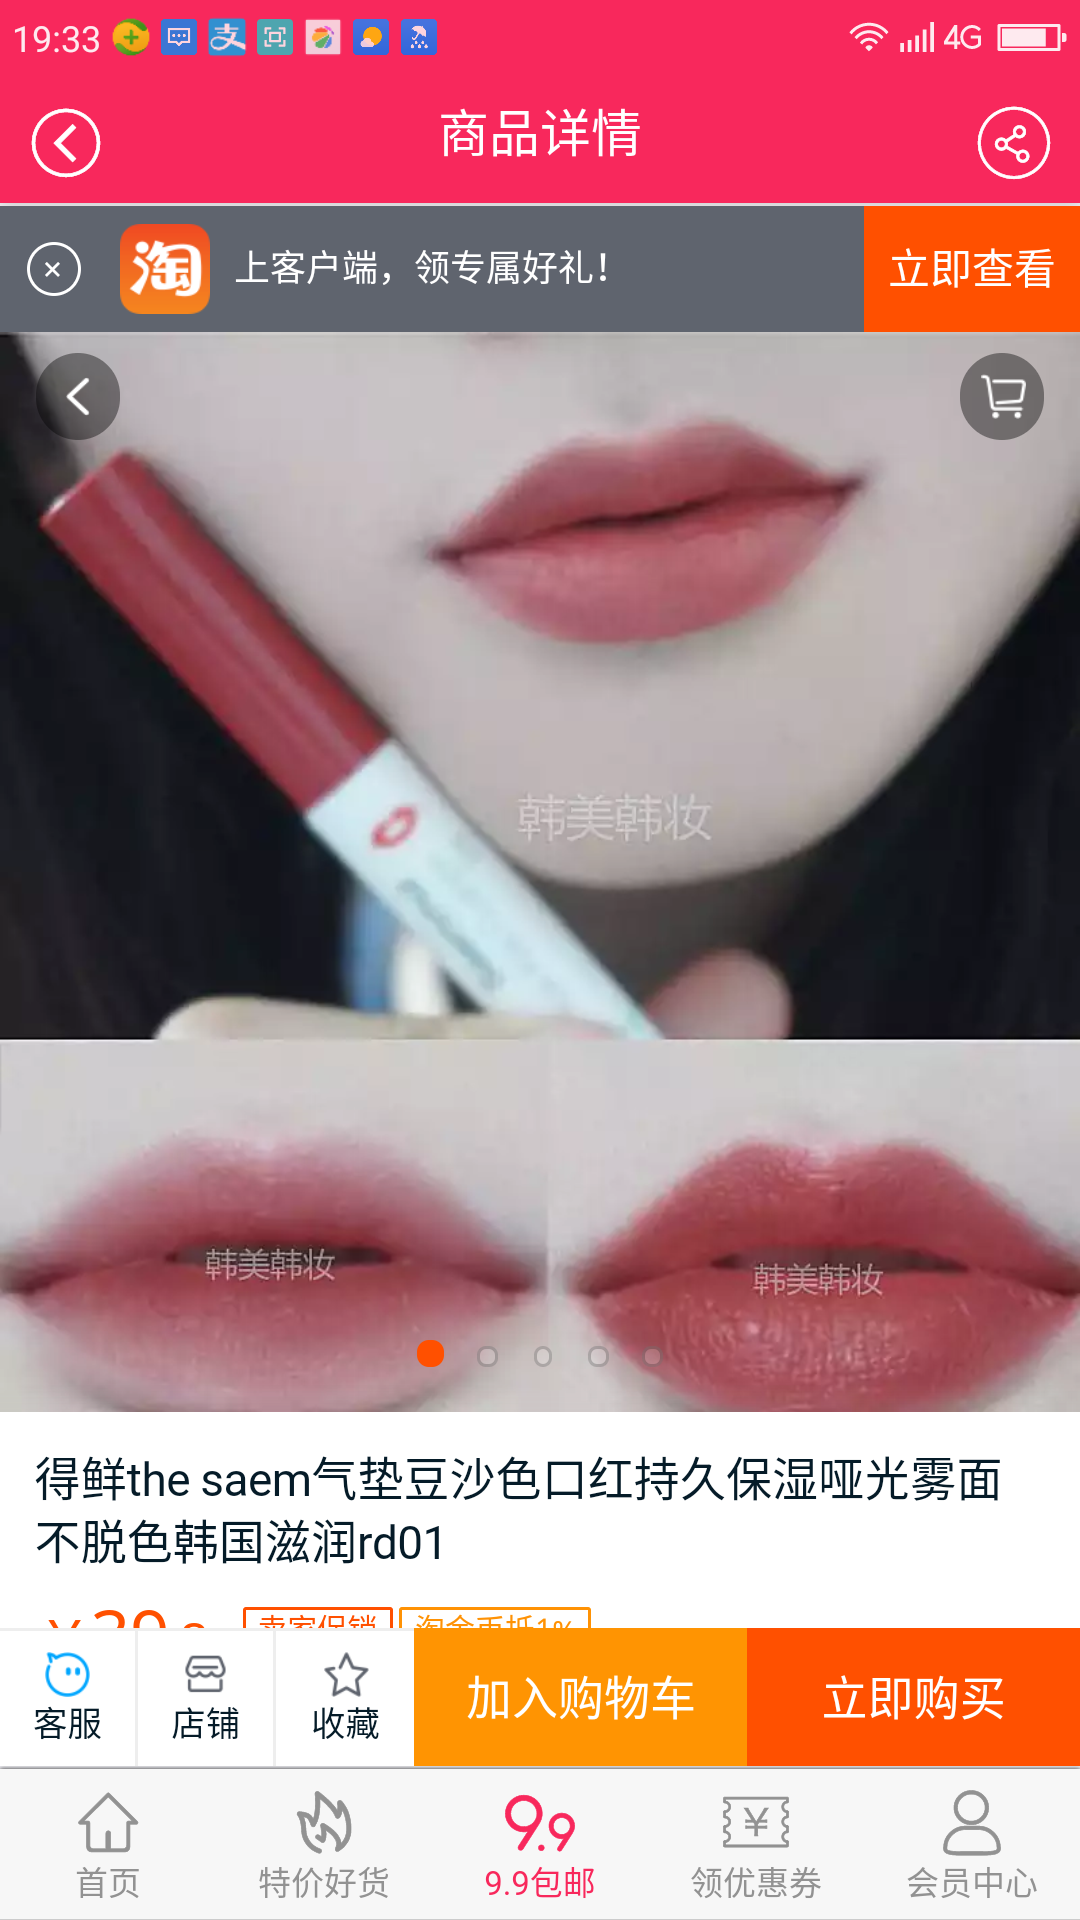 19:33
4G
商品详情
淘
上客户端，领专属好礼！
立即查看
韩美韩妆
韩美韩妆
韩美韩妆
得鲜the saem气垫豆沙色口红持久保湿哑光雾面
不脱色韩国滋润rd01
客服
店铺
收藏
加入购物车
立即购买
首页
特价好货
9.9
9.9包邮
领优惠券
会员中心